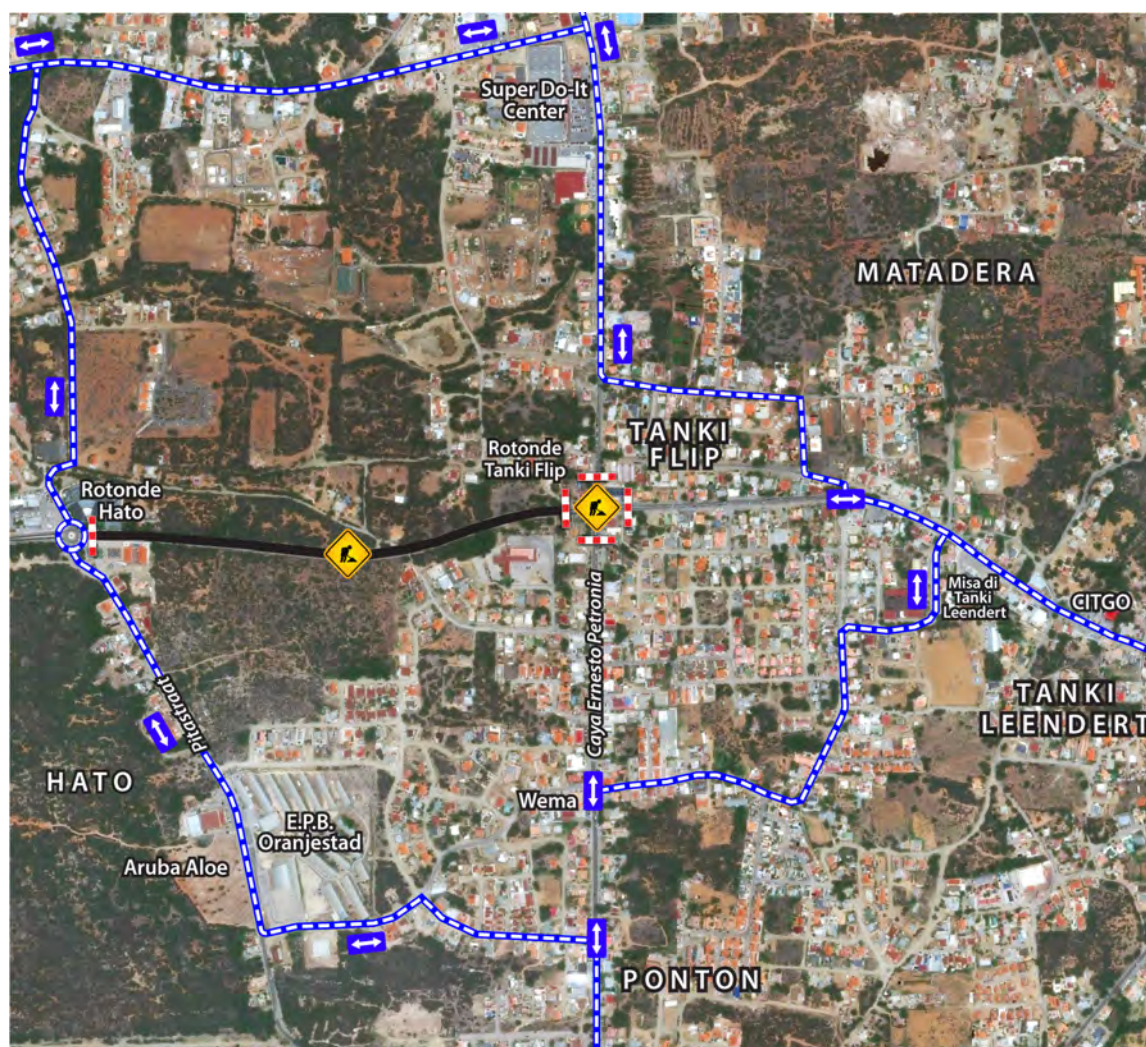 Super Do-It
Center
MATADERA
TANKI
FLIP
Rotonde
Tanki Flip
Rotonde
Hato
Misa di
Tanki
Leendert
CITGO
Caya Ernesto Petronia
Pitastraat
TANKI
LEENDERT
HATO
Wema
E.P.B.
Oranjestad
Aruba Aloe
PONTON